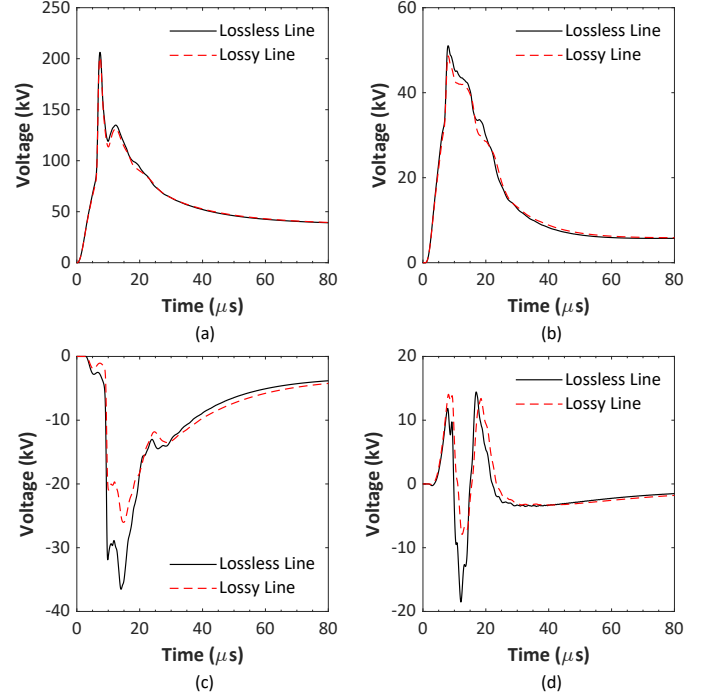 250
200
150
100
50
0
Voltage (kV)
Lossless Line
Lossy Line
0 20 40 60 80
Time (μs)
(a)
60
40
20
0
Voltage (kV)
Lossless Line
Lossy Line
0 20 40 60 80
Time (μs)
(b)
0
-10
-20
-30
-40
Voltage (kV)
Lossless Line
Lossy Line
0 20 40 60 80
Time (μs)
(c)
20
10
0
-10
-20
Voltage (kV)
Lossless Line
Lossy Line
0 20 40 60 80
Time (μs)
(d)